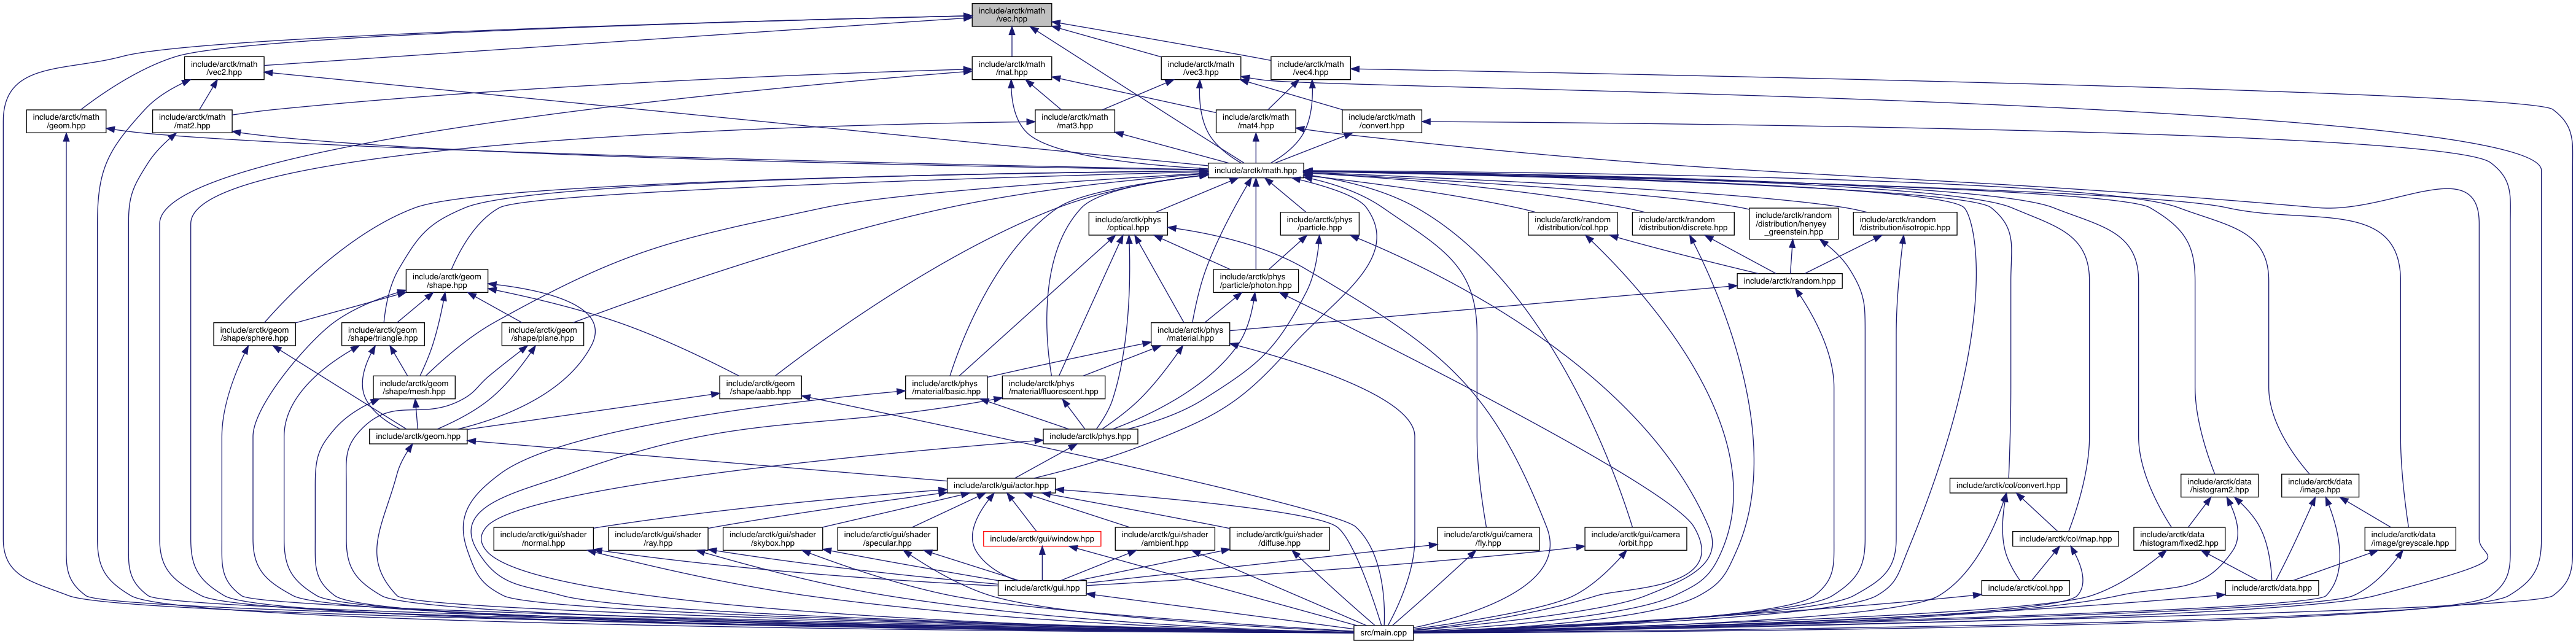 include/arctk/math
/vec.hpp
include/arctk/math
/vec2.hpp
include/arctk/math
/mat.hpp
include/arctk/math
/vec3.hpp
include/arctk/math
/vec4.hpp
include/arctk/math
/geom.hpp
include/arctk/math
/mat2.hpp
include/arctk/math
/mat3.hpp
include/arctk/math
/mat4.hpp
include/arctk/math
/convert.hpp
include/arctk/math.hpp
include/arctk/phys
/optical.hpp
include/arctk/phys
/particle.hpp
include/arctk/random
/distribution/col.hpp
include/arctk/random
/distribution/discrete.hpp
include/arctk/random
/distribution/henyey
_greenstein.hpp
include/arctk/random
/distribution/isotropic.hpp
include/arctk/geom
/shape.hpp
include/arctk/phys
/particle/photon.hpp
include/arctk/random.hpp
include/arctk/geom
/shape/sphere.hpp
include/arctk/geom
/shape/triangle.hpp
include/arctk/geom
/shape/plane.hpp
include/arctk/phys
/material.hpp
include/arctk/geom
/shape/mesh.hpp
include/arctk/geom
/shape/aabb.hpp
include/arctk/phys
/material/basic.hpp
include/arctk/phys
/material/fluorescent.hpp
include/arctk/geom.hpp
include/arctk/phys.hpp
include/arctk/gui/actor.hpp
include/arctk/col/convert.hpp
include/arctk/data
/histogram2.hpp
include/arctk/data
/image.hpp
include/arctk/gui/shader
/normal.hpp
include/arctk/gui/shader
/ray.hpp
include/arctk/gui/shader
/skybox.hpp
include/arctk/gui/shader
/specular.hpp
include/arctk/gui/window.hpp
include/arctk/gui/shader
/ambient.hpp
include/arctk/gui/shader
/diffuse.hpp
include/arctk/gui/camera
/fly.hpp
include/arctk/gui/camera
/orbit.hpp
include/arctk/col/map.hpp
include/arctk/data
/histogram/fixed2.hpp
include/arctk/data
/image/greyscale.hpp
include/arctk/gui.hpp
include/arctk/col.hpp
include/arctk/data.hpp
src/main.cpp